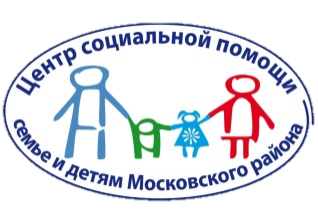 Центр социальной помощи
семье и детям Московского района